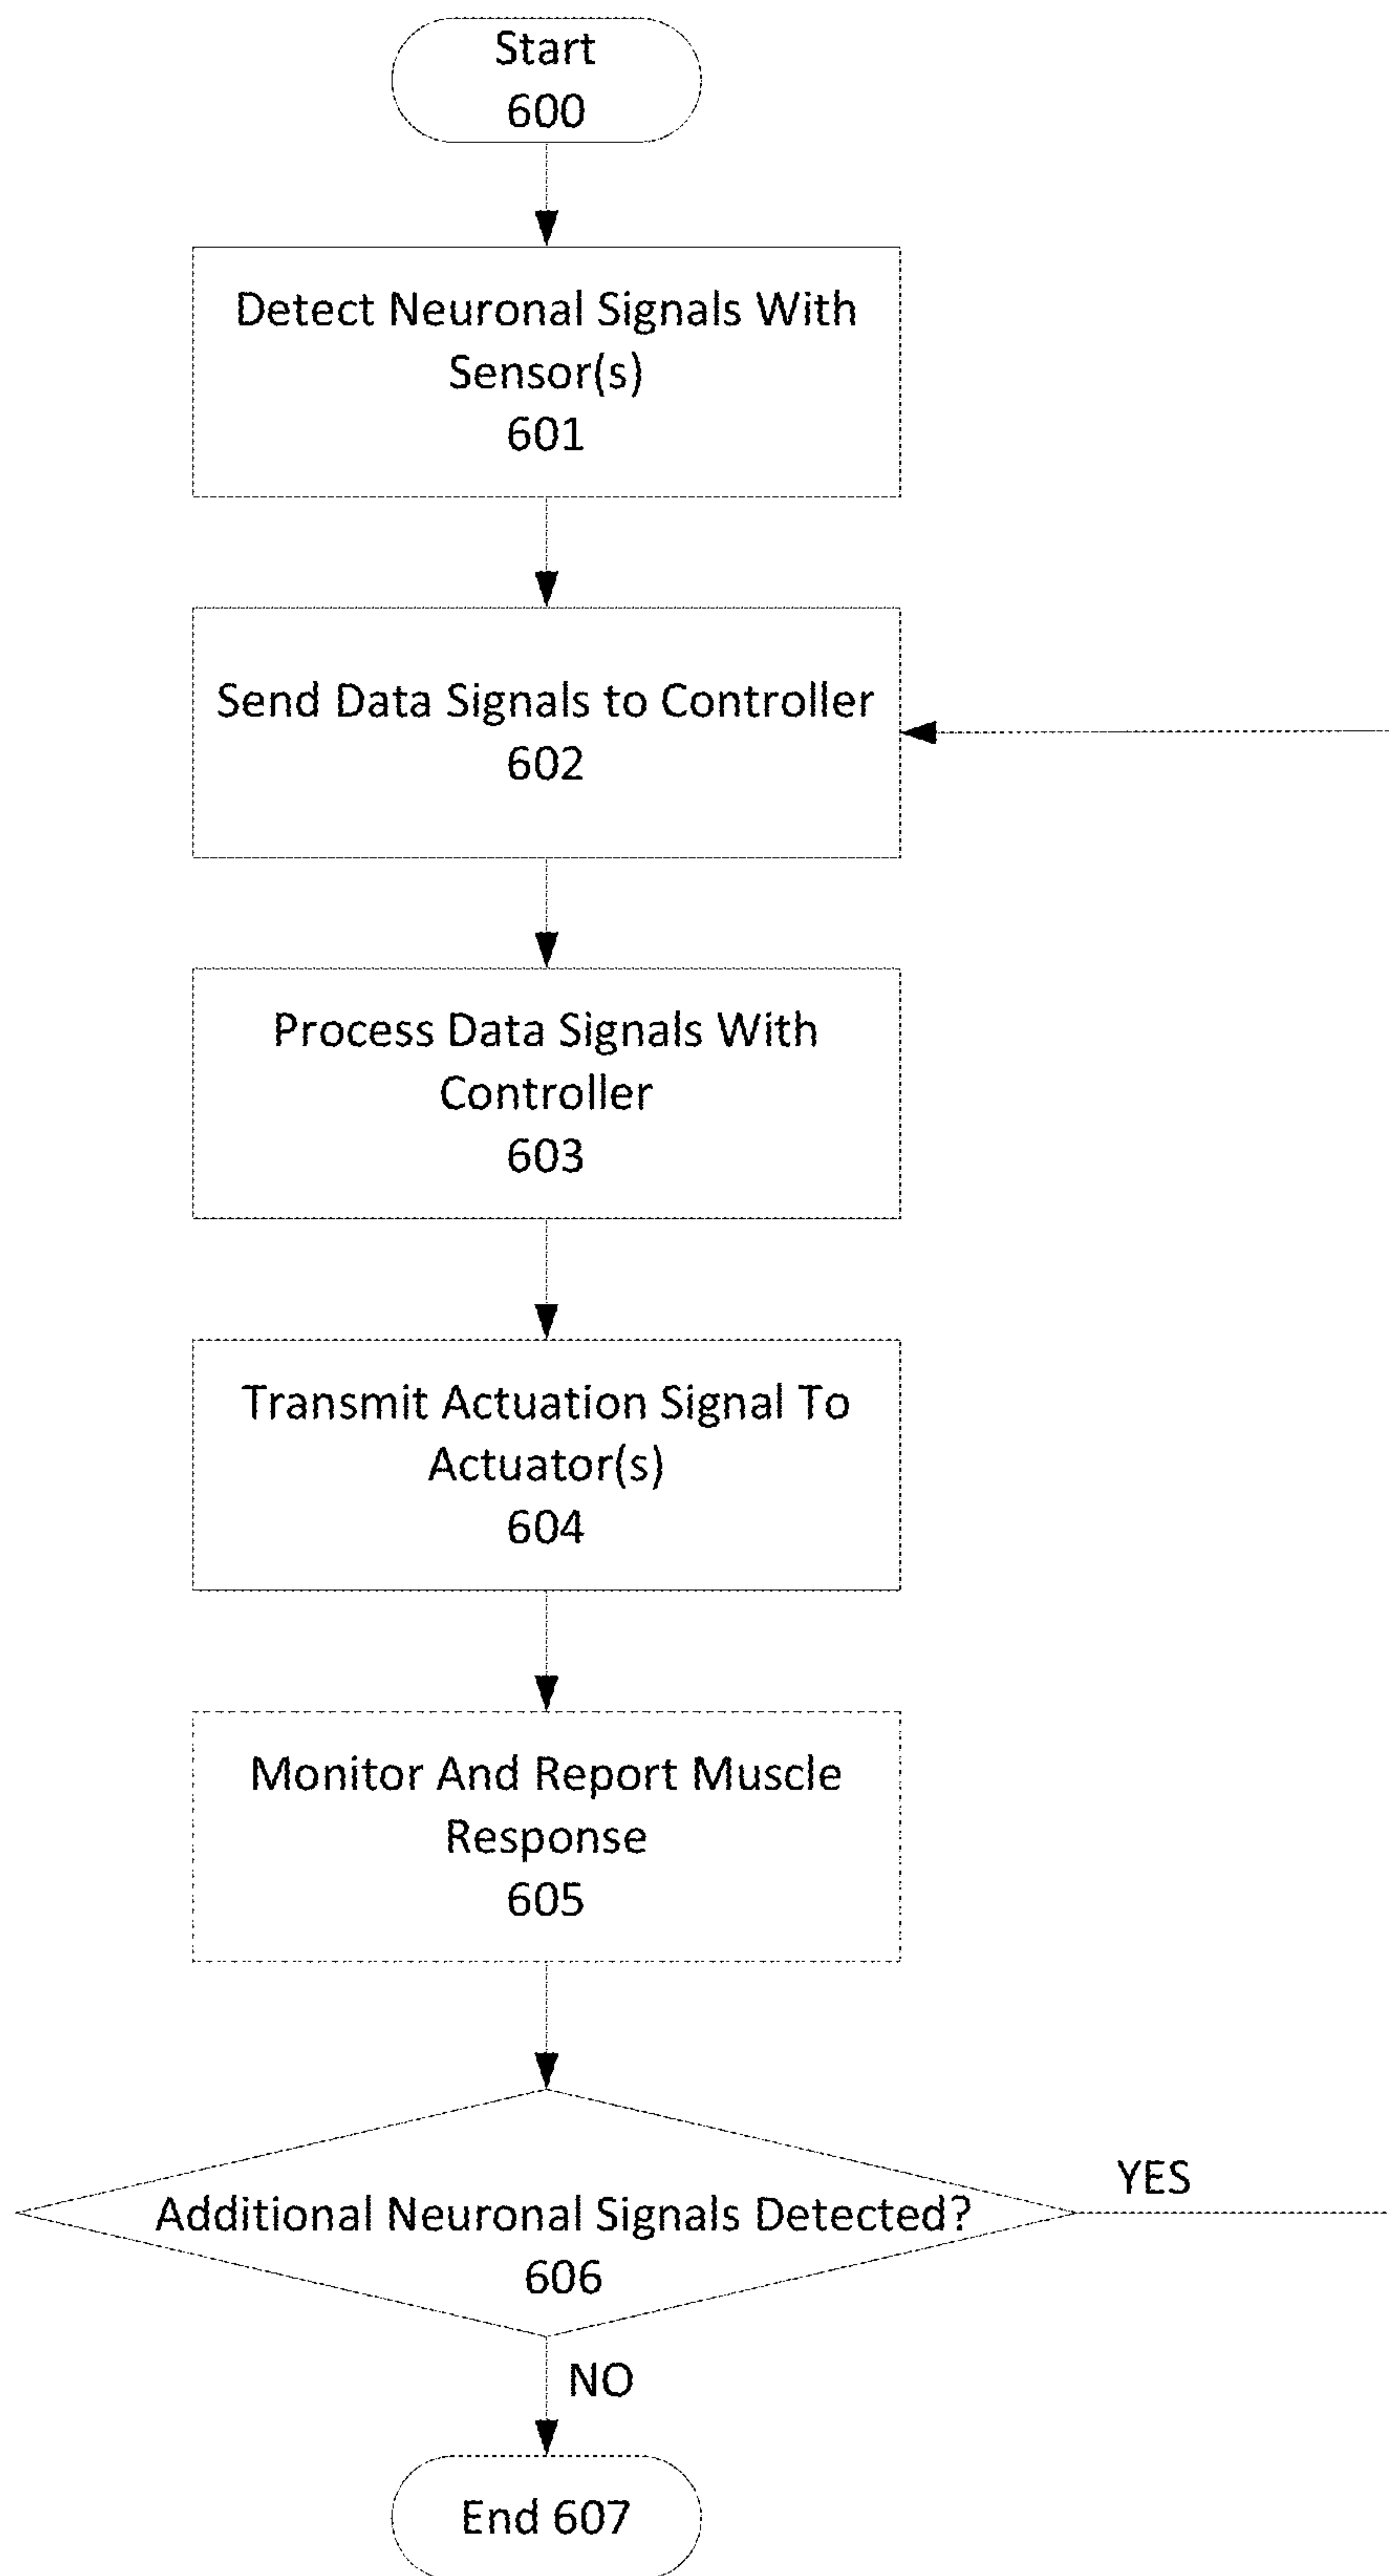 Start
600
Detect Neuronal Signals With
Sensor(s)
601
Send Data Signals to Controller
602
Process Data Signals With
Controller
603
Transmit Actuation Signal To
Actuator(s)
604
Monitor And Report Muscle
Response
605
YES
Additional Neuronal Signals Detected?
606
NO
End 607